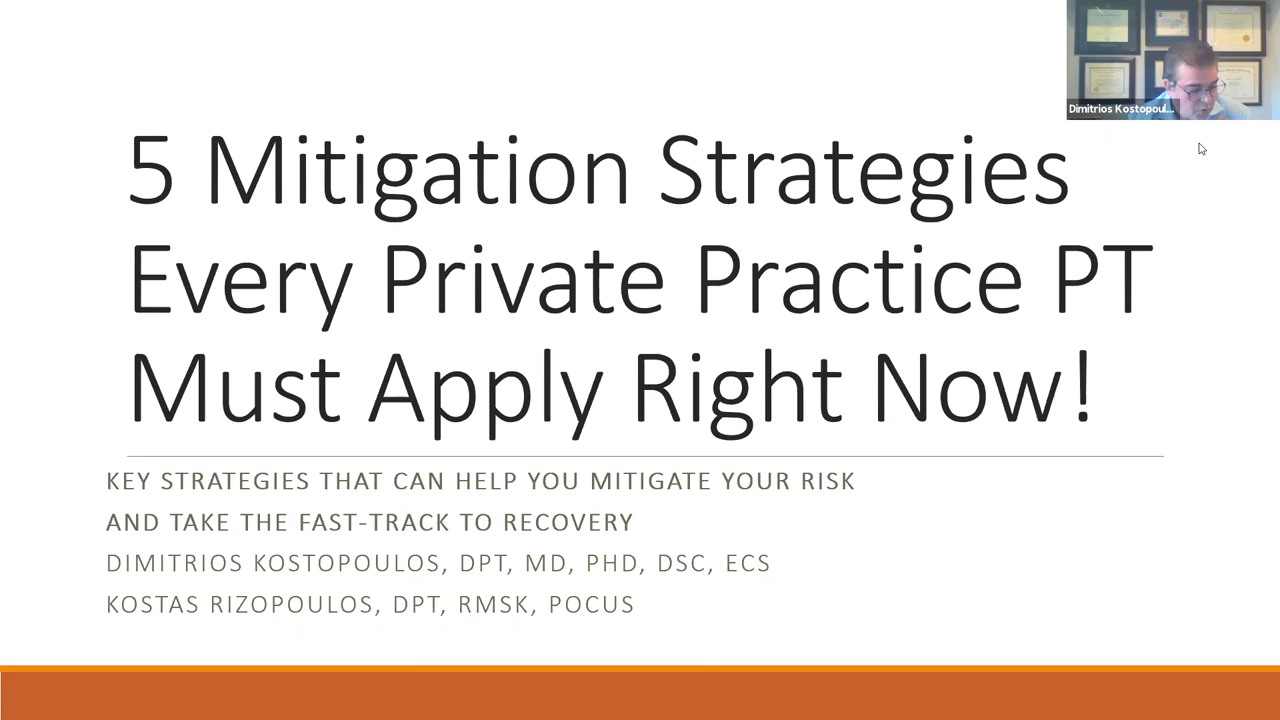 Dimitrios Kostopoul...
5 Mitigation Strategies
Every Private Practice PT
Must Apply Right Now!
KEY STRATEGIES THAT CAN HELP YOU MITIGATE YOUR RISK
AND TAKE THE FAST-TRACK TO RECOVERY
DIMITRIOS KOSTOPOULOS, DPT, MD, PHD, DSC, ECS
KOSTAS RIZOPOULOS, DPT, RMSK, POCUS